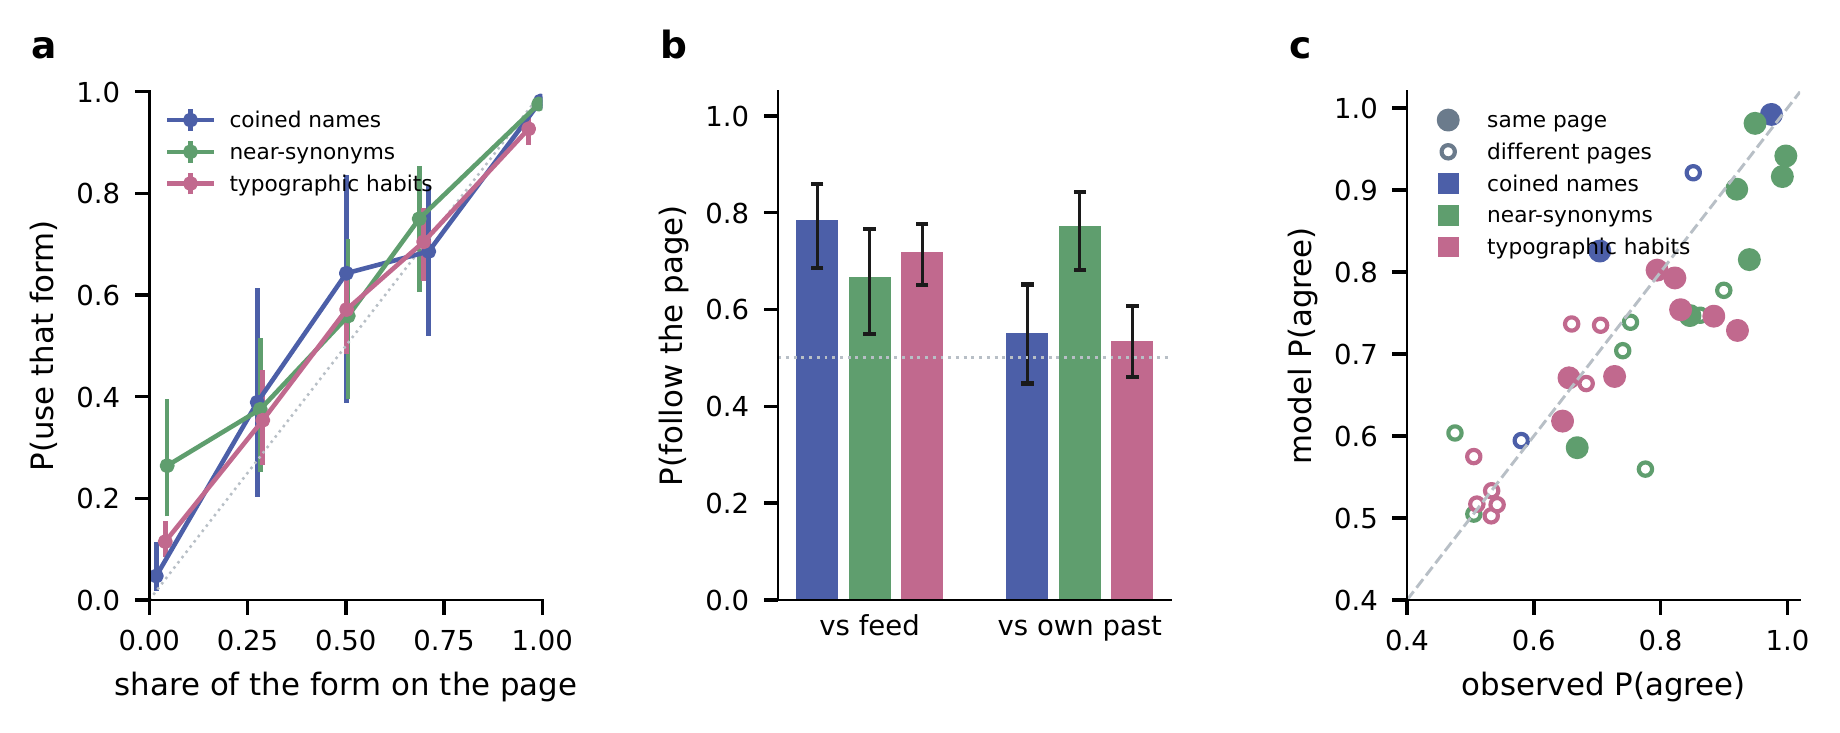 a
1.0
0.8
0.6
0.4
0.2
0.0
0.00 0.25 0.50 0.75 1.00
P(use that form)
share of the form on the page
coined names
near-synonyms
typographic habits
b
1.0
0.8
0.6
0.4
0.2
0.0
P(follow the page)
vs feed vs own past
c
1.0
0.9
0.8
0.7
0.6
0.5
0.4
0.4 0.6 0.8 1.0
model P(agree)
observed P(agree)
same page
different pages
coined names
near-synonyms
typographic habits